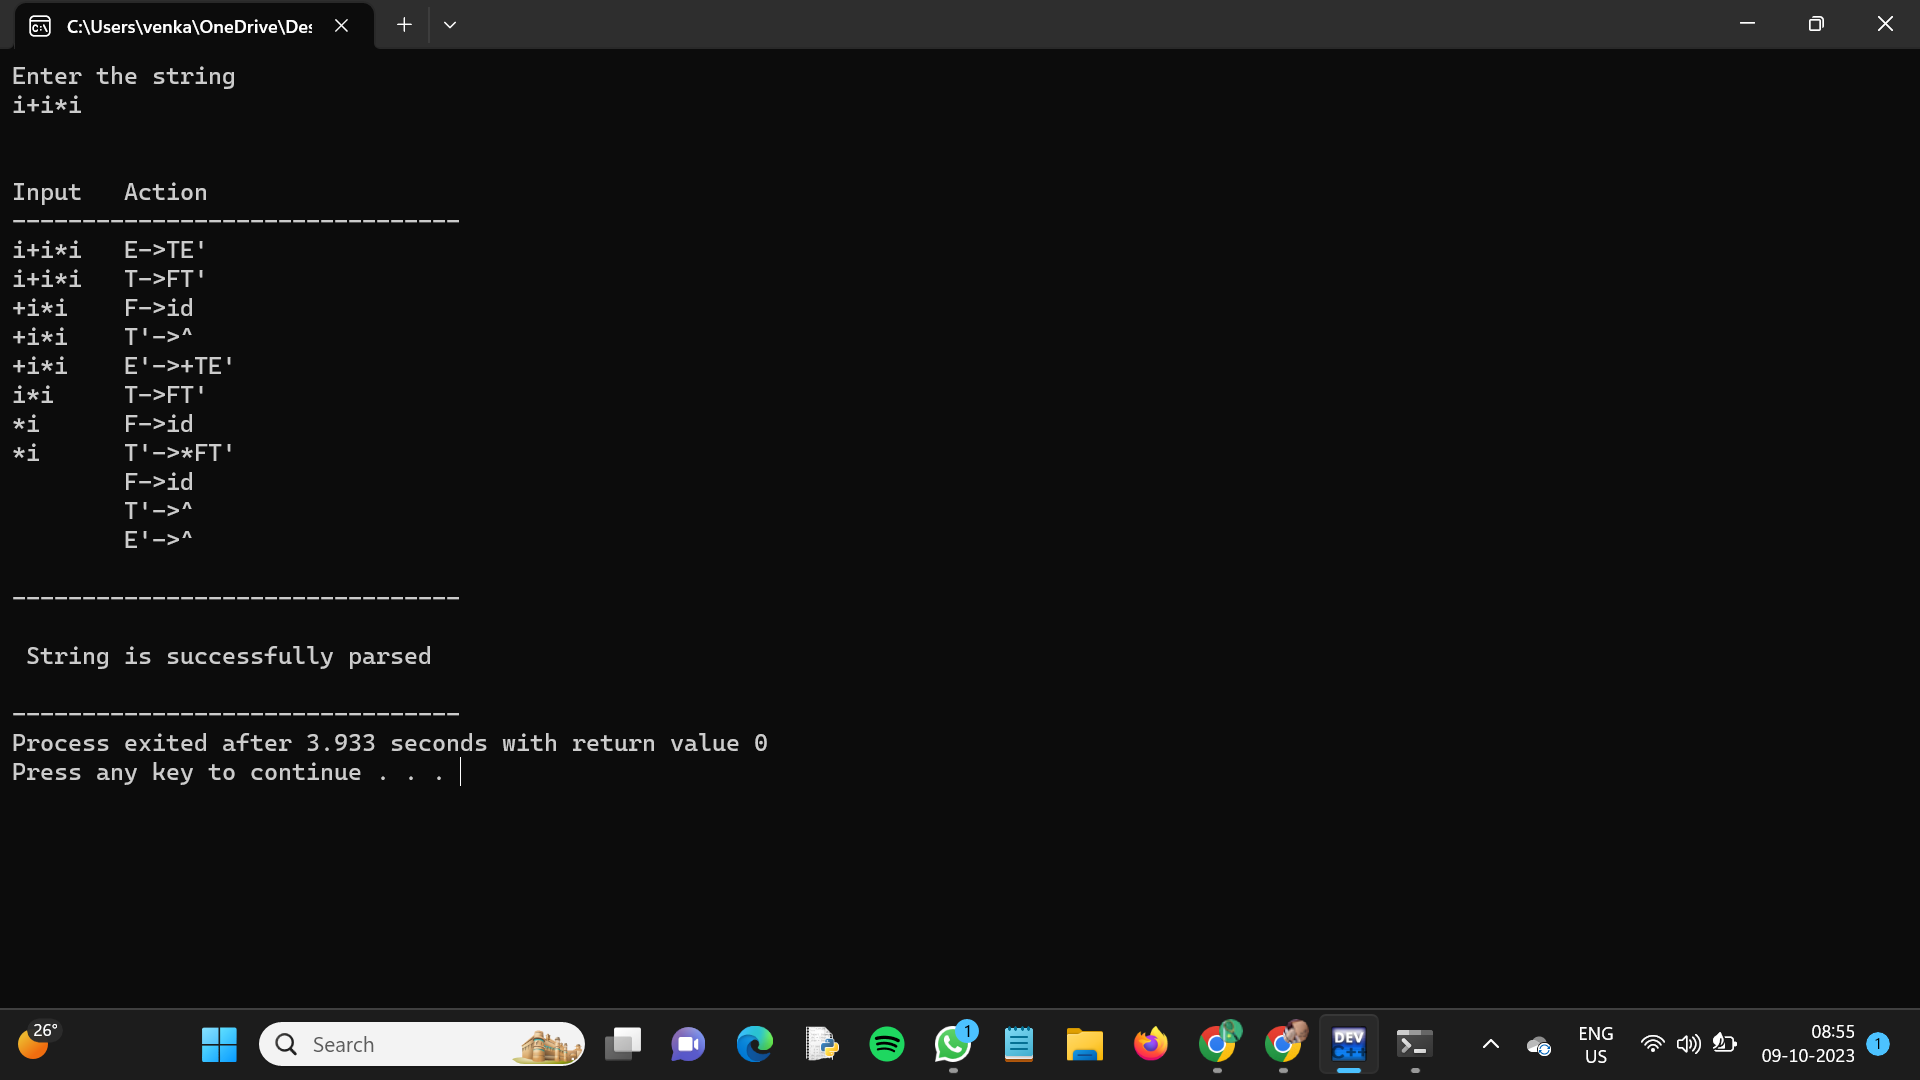 C:\Users\venka\OneDrive\Des
Enter the string
i+i*i
Input   Action
--------------------------------
i+i*i   E->TE'
i+i*i   T->FT'
+i*i    F->id
+i*i    T'->^
+i*i    E'->+TE'
i*i     T->FT'
*i      F->id
*i      T'->*FT'
        F->id
        T'->^
        E'->^
--------------------------------
 String is successfully parsed
--------------------------------
Process exited after 3.933 seconds with return value 0
Press any key to continue . . .
26°
Search
1
DEV
C++
ENG
US
08:55
09-10-2023
1